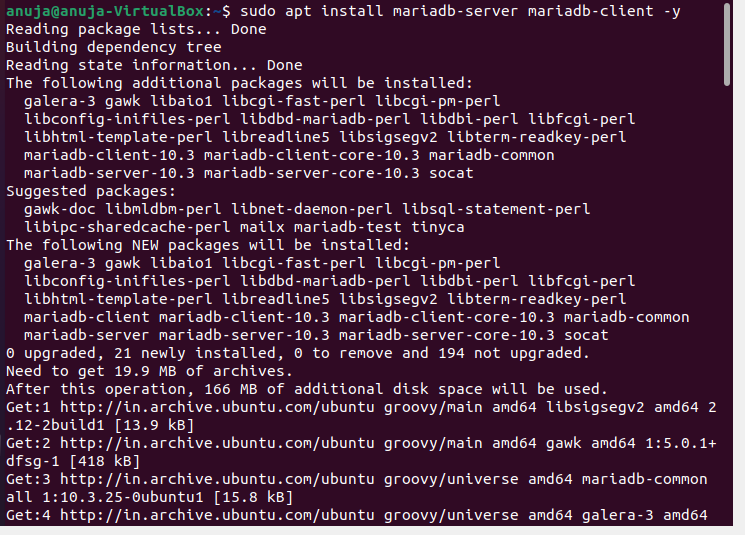 anuja@anuja-VirtualBox:~$ sudo apt install mariadb-server mariadb-client -y
Reading package lists... Done
Building dependency tree
Reading state information... Done
The following additional packages will be installed:
  galera-3 gawk libaio1 libcgi-fast-perl libcgi-pm-perl
  libconfig-inifiles-perl libdbd-mariadb-perl libdbi-perl libfcgi-perl
  libhtml-template-perl libreadline5 libsigsegv2 libterm-readkey-perl
  mariadb-client-10.3 mariadb-client-core-10.3 mariadb-common
  mariadb-server-10.3 mariadb-server-core-10.3 socat
Suggested packages:
  gawk-doc libmldbm-perl libnet-daemon-perl libsql-statement-perl
  libipc-sharedcache-perl mailx mariadb-test tinyca
The following NEW packages will be installed:
  galera-3 gawk libaio1 libcgi-fast-perl libcgi-pm-perl
  libconfig-inifiles-perl libdbd-mariadb-perl libdbi-perl libfcgi-perl
  libhtml-template-perl libreadline5 libsigsegv2 libterm-readkey-perl
  mariadb-client mariadb-client-10.3 mariadb-client-core-10.3 mariadb-common
  mariadb-server mariadb-server-10.3 mariadb-server-core-10.3 socat
0 upgraded, 21 newly installed, 0 to remove and 194 not upgraded.
Need to get 19.9 MB of archives.
After this operation, 166 MB of additional disk space will be used.
Get:1 http://in.archive.ubuntu.com/ubuntu groovy/main amd64 libsigsegv2 amd64 2
.12-2build1 [13.9 kB]
Get:2 http://in.archive.ubuntu.com/ubuntu groovy/main amd64 gawk amd64 1:5.0.1+
dfsg-1 [418 kB]
Get:3 http://in.archive.ubuntu.com/ubuntu groovy/universe amd64 mariadb-common
all 1:10.3.25-0ubuntu1 [15.8 kB]
Get:4 http://in.archive.ubuntu.com/ubuntu groovy/universe amd64 galera-3 amd64